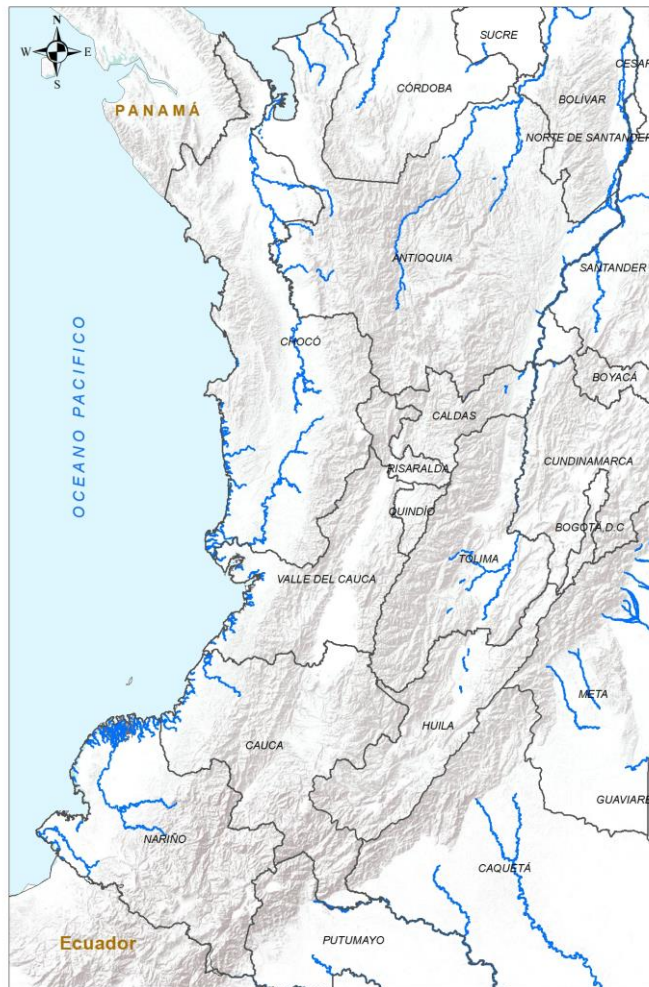 N
W E
S
SUCRE
CESAR
CÓRDOBA
BOLÍVAR
PANAMÁ
NORTE DE SANTANDER
ANTIOQUIA
SANTANDER
OCEANO PACIFICO
CHOCÓ
BOYACÁ
CALDAS
CUNDINAMARCA
RISARALDA
QUINDÍO
BOGOTÁ D.C
TOLIMA
VALLE DEL CAUCA
META
HUILA
CAUCA
GUAVIARE
NARIÑO
CAQUETÁ
Ecuador
PUTUMAYO